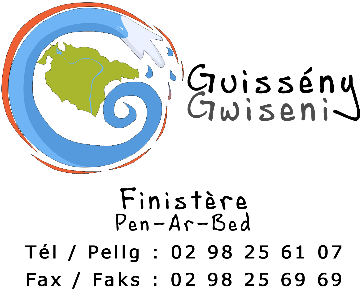 Guissény
Gwiseni
Finistère
Pen-Ar-Bed
Tél / Pellg : 02 98 25 61 07
Fax / Faks : 02 98 25 69 69